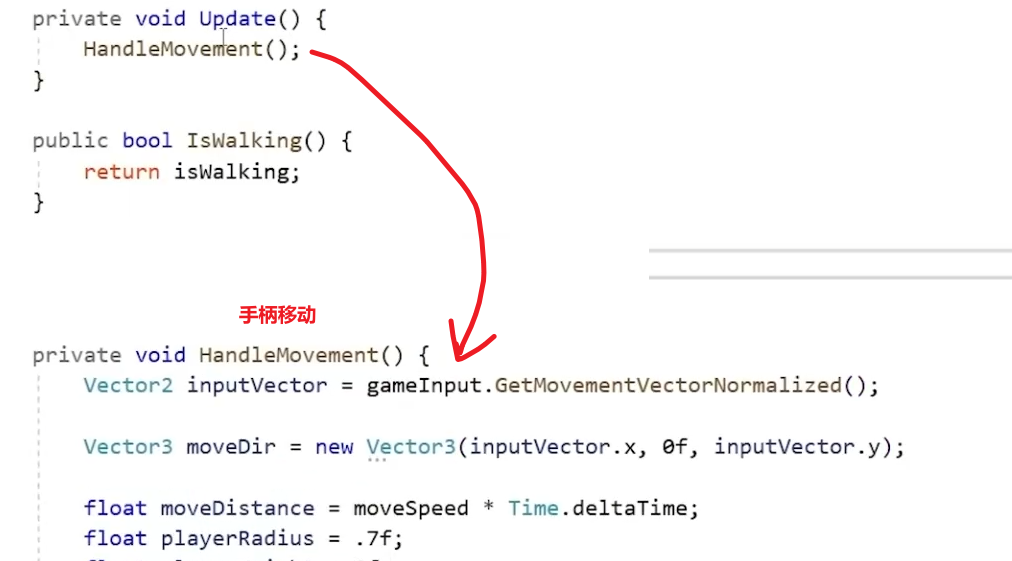 private void Update() {
HandleMovement();
}
public bool IsWalking() {
return isWalking;
}
手柄移动
private void HandleMovement() {
Vector2 inputVector = gameInput.GetMovementVectorNormalized();
Vector3 moveDir = new Vector3(inputVector.x, 0f, inputVector.y);
float moveDistance = moveSpeed * Time.deltaTime;
float playerRadius = .7f;